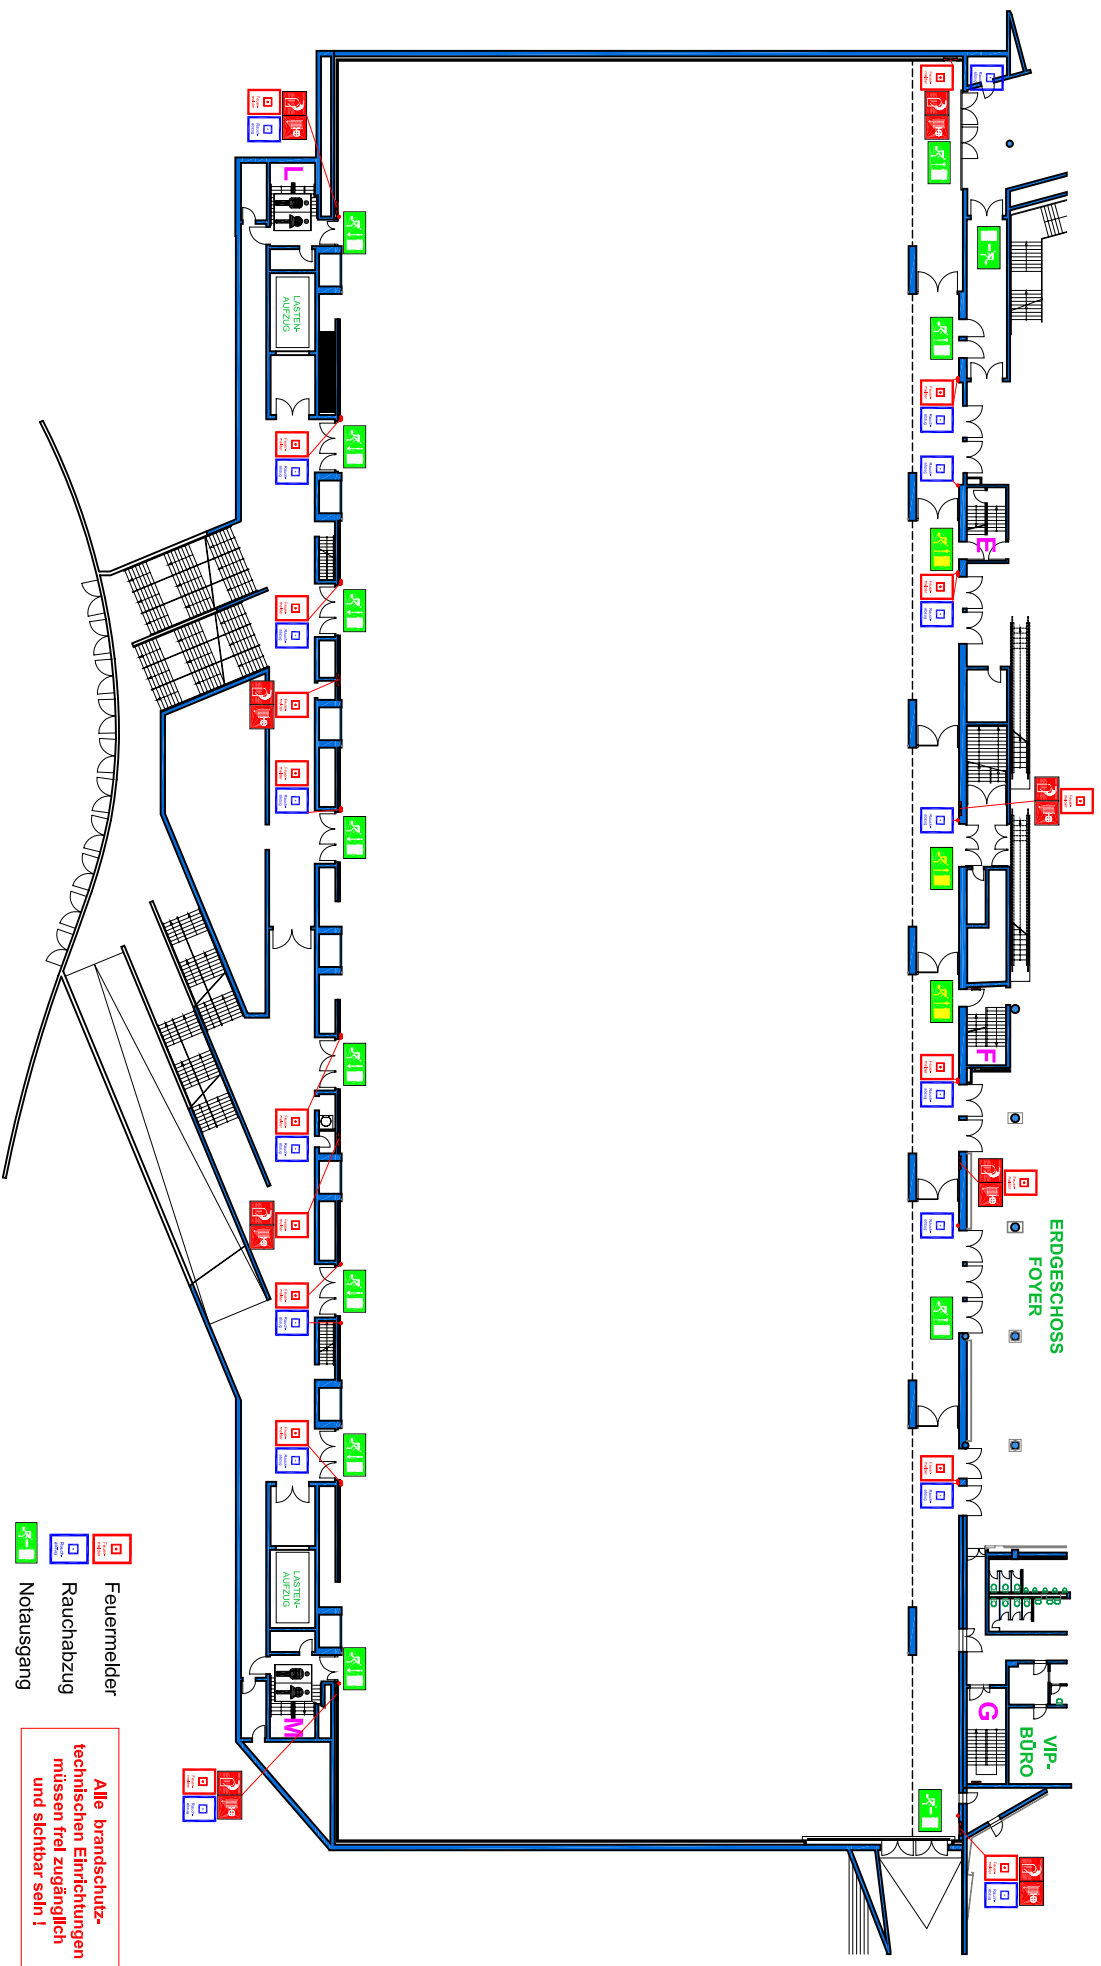 L
LASTEN-
AUFZUG
E
F
ERDGESCHOSS
FOYER
LASTEN-
AUFZUG
M
G
VIP-
BÜRO
Feuermelder
Rauchabzug
Notausgang
Alle brandschutz-
technischen Einrichtungen
müssen frei zugänglich
und sichtbar sein !